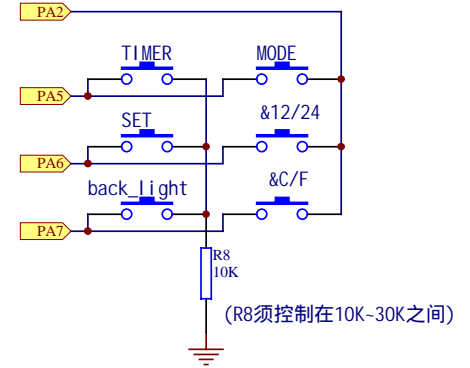 PA2
TIMER
MODE
PA5
SET
&12/24
PA6
back_light
&C/F
PA7
R8
10K
(R8须控制在10K~30K之间)